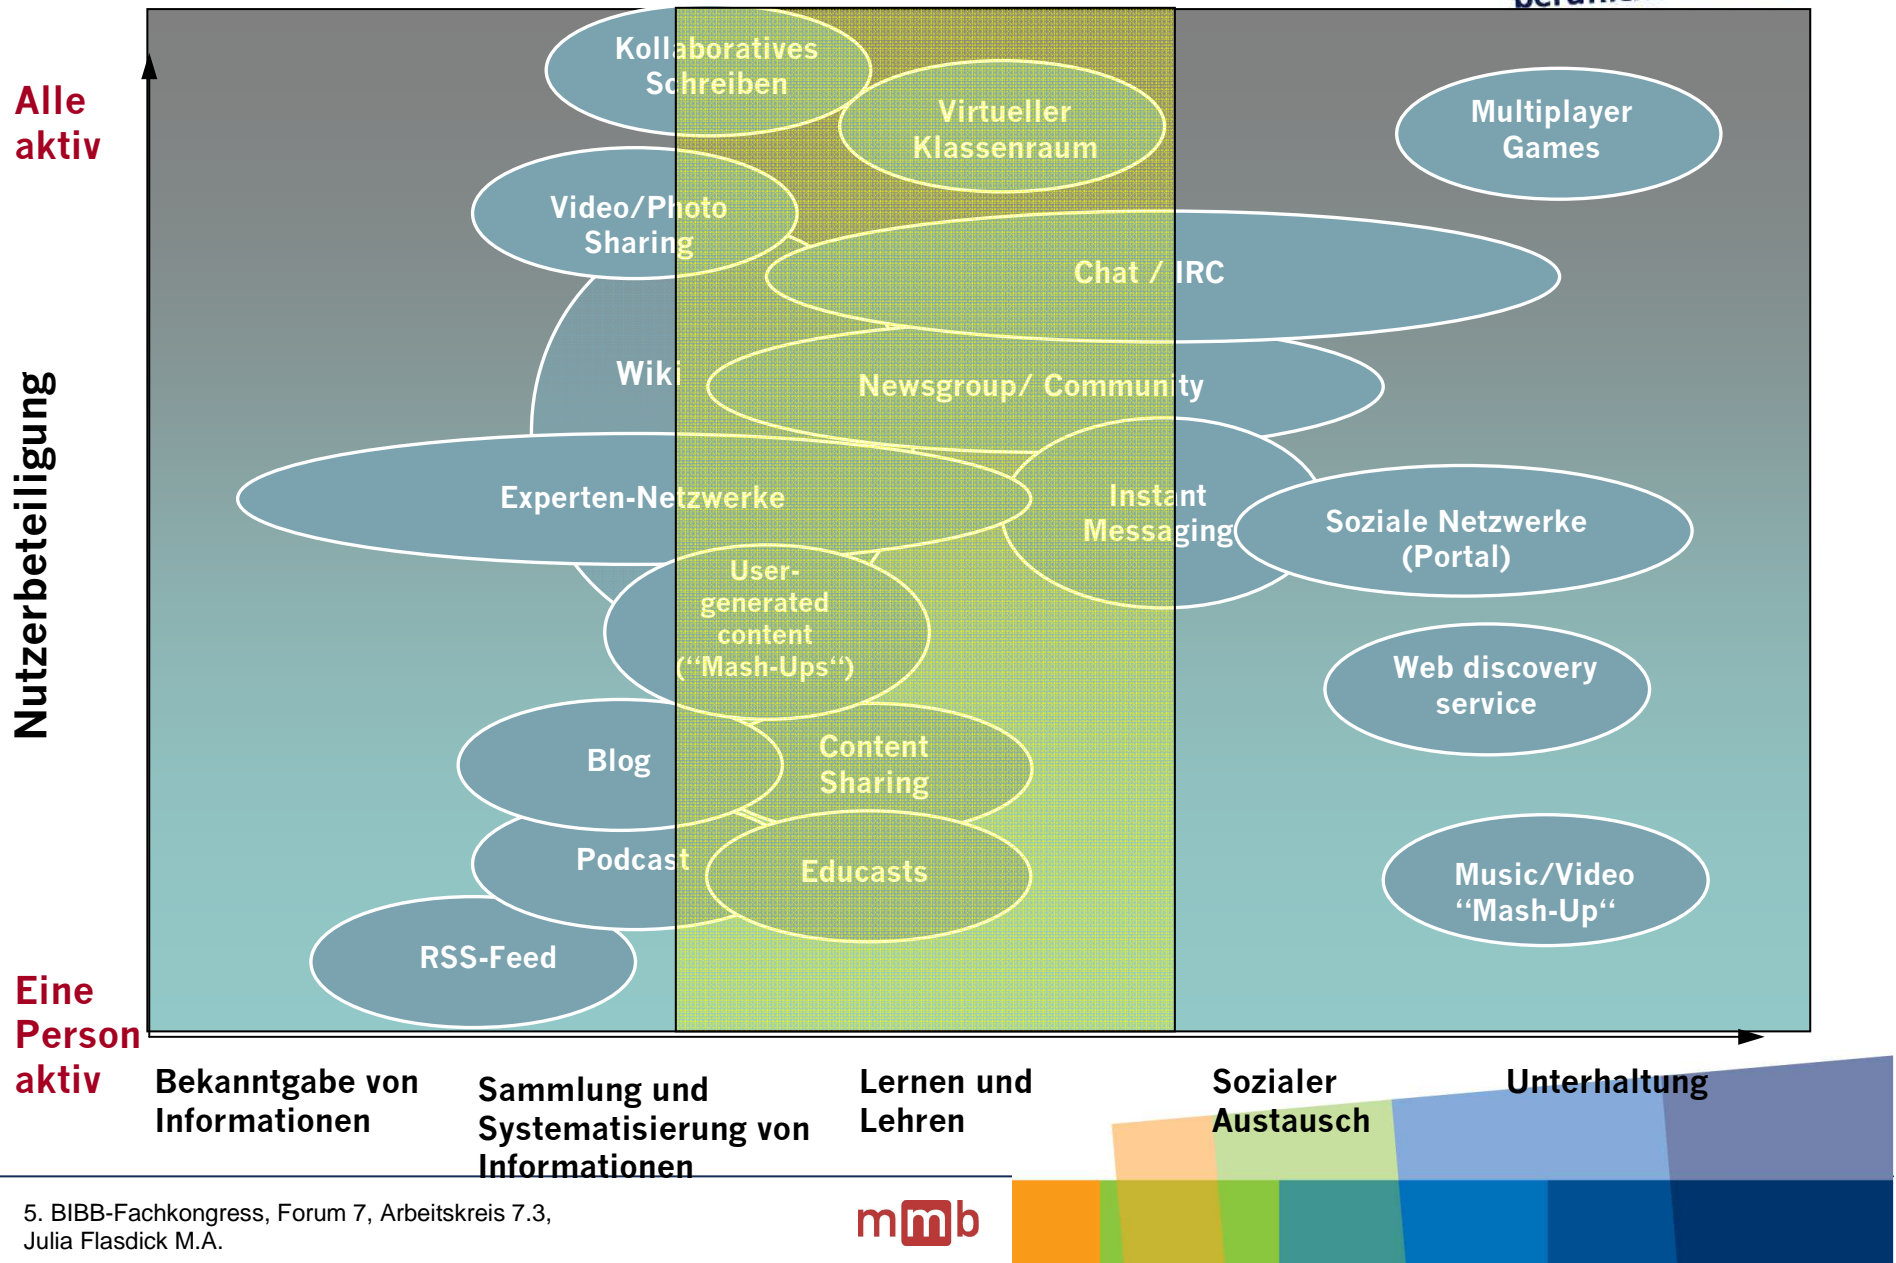 Kollaboratives
Schreiben
Alle
aktiv
Virtueller
Klassenraum
Multiplayer
Games
Video/Photo
Sharing
Chat / IRC
Wiki
Newsgroup/ Community
Nutzerbeteiligung
Experten-Netzwerke
Instant
Messaging
Soziale Netzwerke
(Portal)
User-
generated
content
(“Mash-Ups“)
Web discovery
service
Blog
Content
Sharing
Podcast
Educasts
Music/Video
“Mash-Up“
RSS-Feed
Eine
Person
aktiv
Bekanntgabe von
Informationen
Sammlung und
Systematisierung von
Informationen
Lernen und
Lehren
Sozialer
Austausch
Unterhaltung
5. BIBB-Fachkongress, Forum 7, Arbeitskreis 7.3,
Julia Flasdick M.A.
mmb